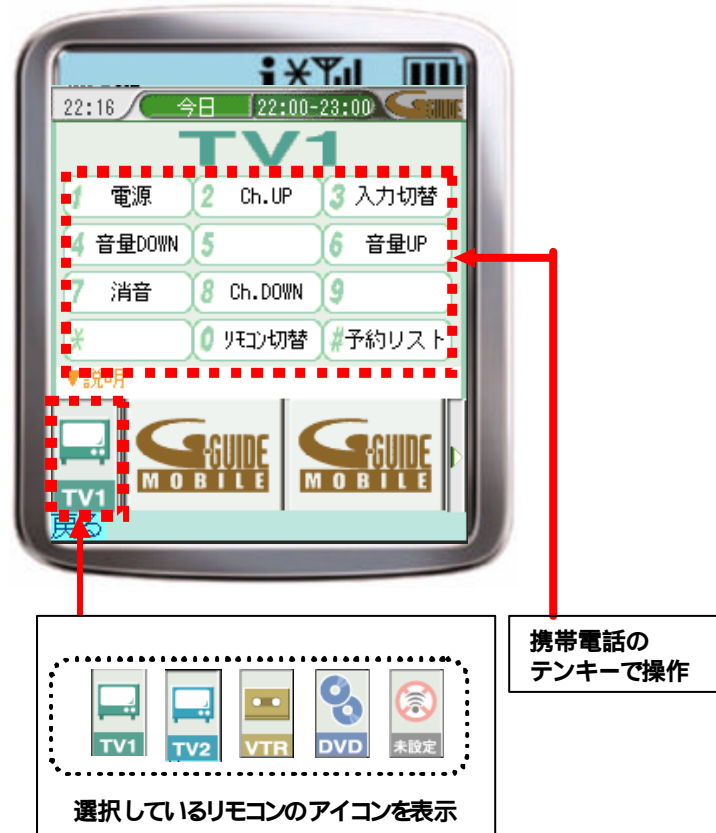 22:16 今日 22:00-23:00 G-GUIDE
TV1
1 電源 2 Ch.UP 3 入力切替
4 音量DOWN 5 6 音量UP
7 消音 8 Ch.DOWN 9
* 0 リモコン切替 #予約リスト
▼説明
G-GUIDE MOBILE G-GUIDE MOBILE
TV1
戻る
携帯電話の
テンキーで操作
TV1 TV2 VTR DVD 未設定
選択しているリモコンのアイコンを表示